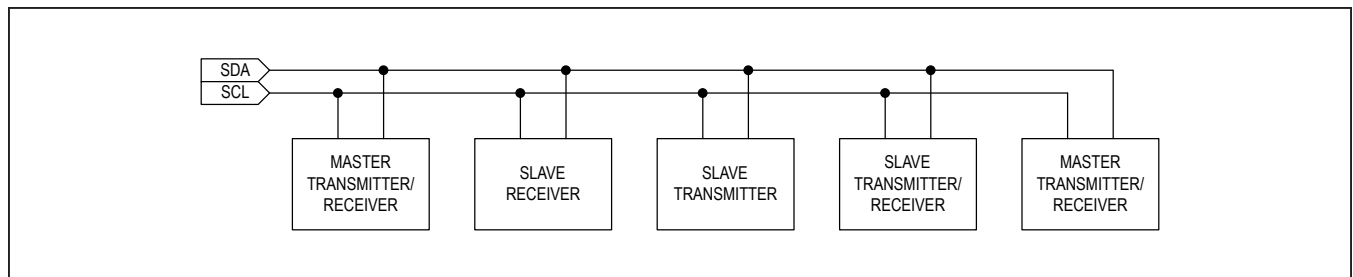 SDA
SCL
MASTER
TRANSMITTER/
RECEIVER
SLAVE
RECEIVER
SLAVE
TRANSMITTER
SLAVE
TRANSMITTER/
RECEIVER
MASTER
TRANSMITTER/
RECEIVER